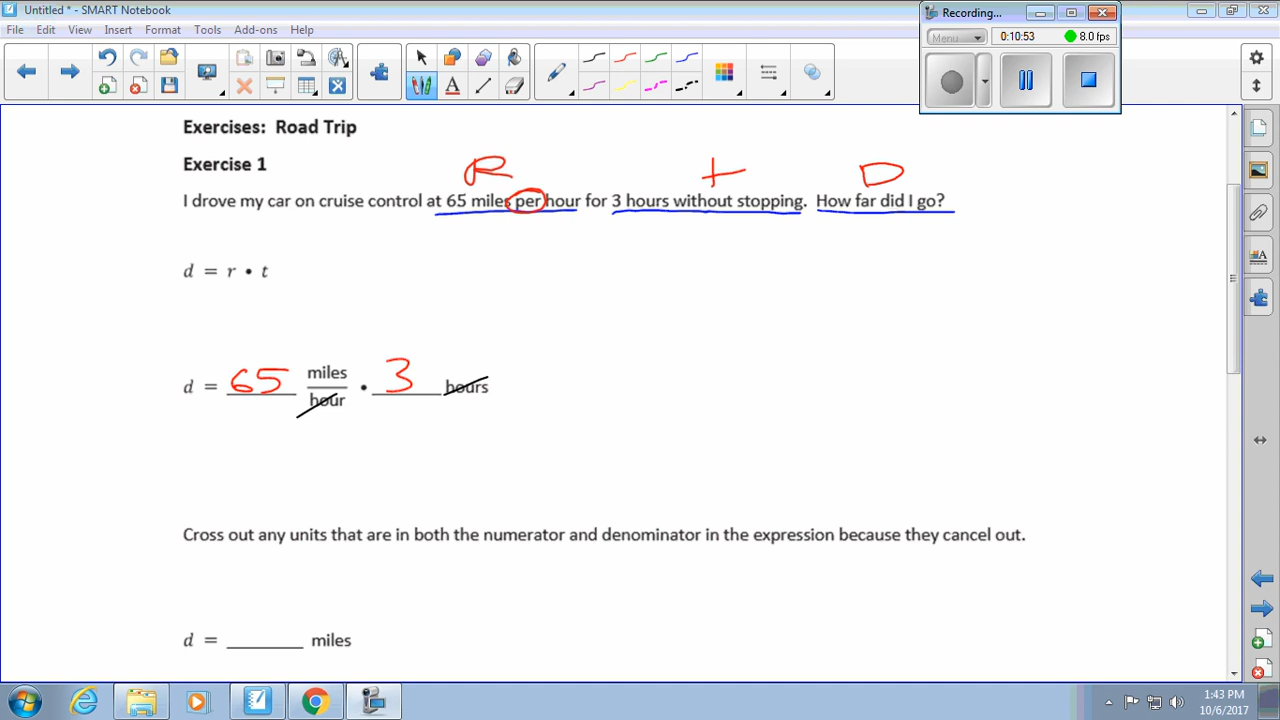 Untitled * - SMART Notebook
Recording...
File Edit View Insert Format Tools Add-ons Help
Menu 0:10:53 8.0 fps
Exercises: Road Trip
Exercise 1
R t D
I drove my car on cruise control at 65 miles per hour for 3 hours without stopping. How far did I go?
d = r • t
d = 65 miles/hour • 3 hours
Cross out any units that are in both the numerator and denominator in the expression because they cancel out.
d = ________ miles
1:43 PM
10/6/2017